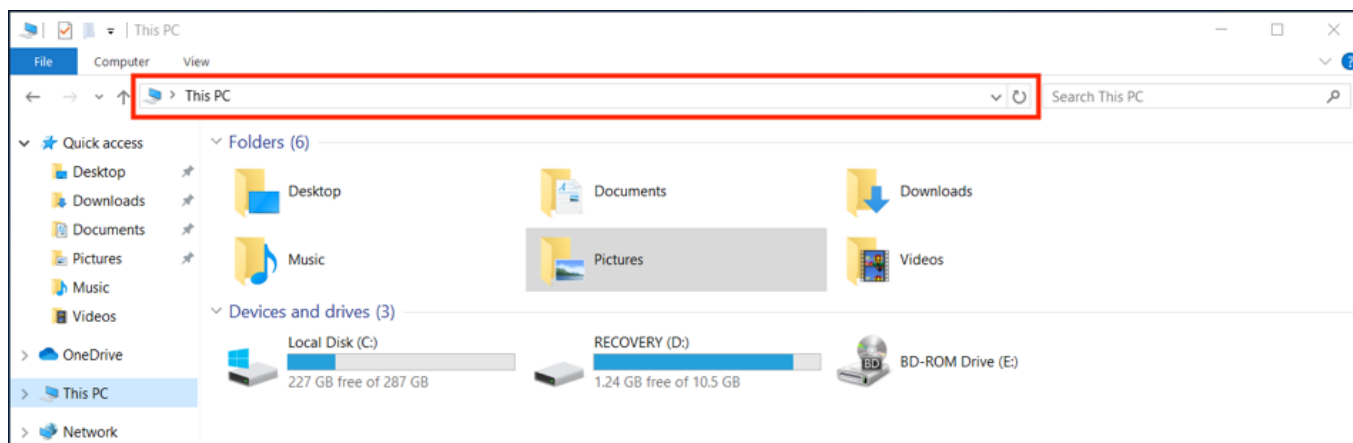 This PC
File Computer View
This PC Search This PC
Quick access
Desktop
Downloads
Documents
Pictures
Music
Videos
OneDrive
This PC
Network
Folders (6)
Desktop Documents Downloads
Music Pictures Videos
Devices and drives (3)
Local Disk (C:)
227 GB free of 287 GB
RECOVERY (D:)
1.24 GB free of 10.5 GB
BD
BD-ROM Drive (E:)